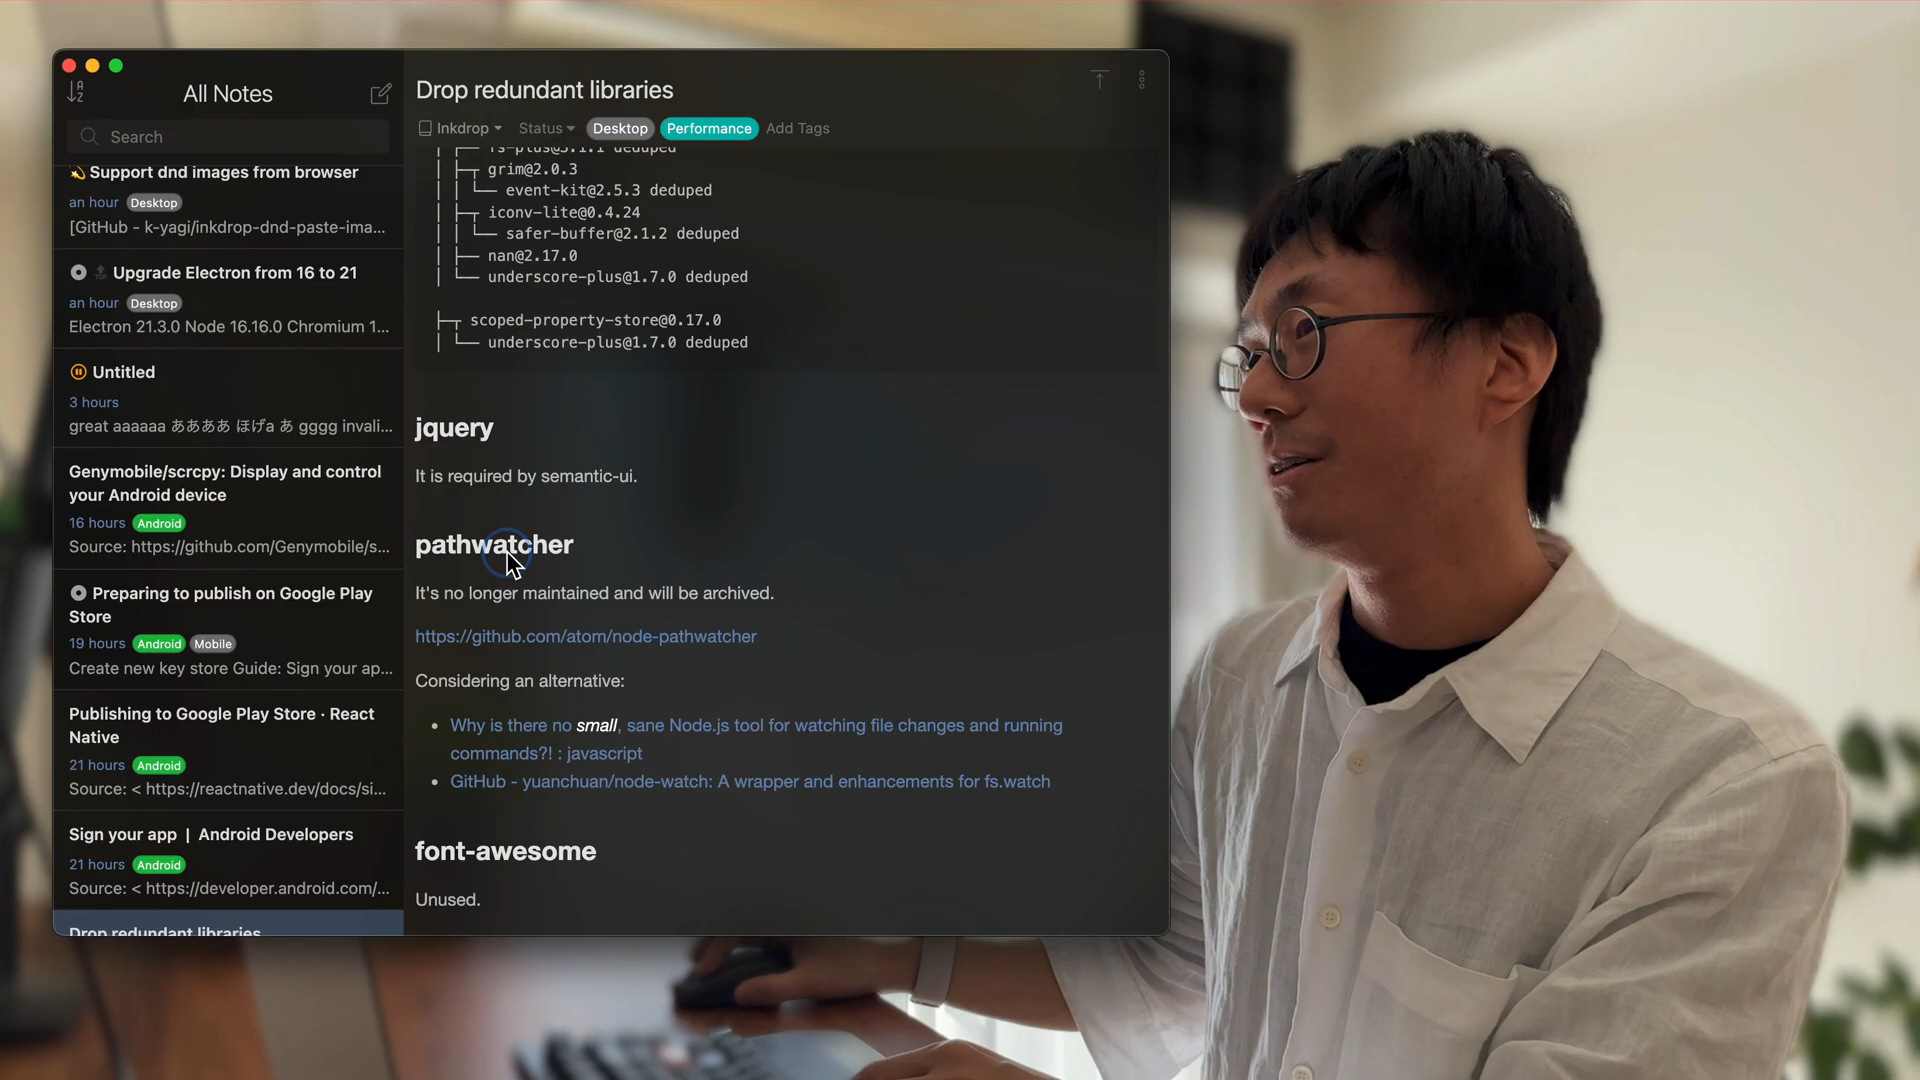 All Notes
Search
Support dnd images from browser
an hour Desktop
[GitHub - k-yagi/inkdrop-dnd-paste-ima...
Upgrade Electron from 16 to 21
an hour Desktop
Electron 21.3.0 Node 16.16.0 Chromium 1...
Untitled
3 hours
great aaaaaa ああああ ほげa あ gggg invali...
Genymobile/scrcpy: Display and control
your Android device
16 hours Android
Source: https://github.com/Genymobile/s...
Preparing to publish on Google Play
Store
19 hours Android Mobile
Create new key store Guide: Sign your ap...
Publishing to Google Play Store · React
Native
21 hours Android
Source: < https://reactnative.dev/docs/si...
Sign your app | Android Developers
21 hours Android
Source: < https://developer.android.com/...
Drop redundant libraries
Drop redundant libraries
Inkdrop Status Desktop Performance Add Tags
│ ├── fs-plus@3.1.1 deduped
│ ├─┬ grim@2.0.3
│ │ └── event-kit@2.5.3 deduped
│ ├─┬ iconv-lite@0.4.24
│ │ └── safer-buffer@2.1.2 deduped
│ ├── nan@2.17.0
│ └── underscore-plus@1.7.0 deduped
├─┬ scoped-property-store@0.17.0
│ └── underscore-plus@1.7.0 deduped
jquery
It is required by semantic-ui.
pathwatcher
It's no longer maintained and will be archived.
https://github.com/atom/node-pathwatcher
Considering an alternative:
• Why is there no small, sane Node.js tool for watching file changes and running
commands?! : javascript
• GitHub - yuanchuan/node-watch: A wrapper and enhancements for fs.watch
font-awesome
Unused.